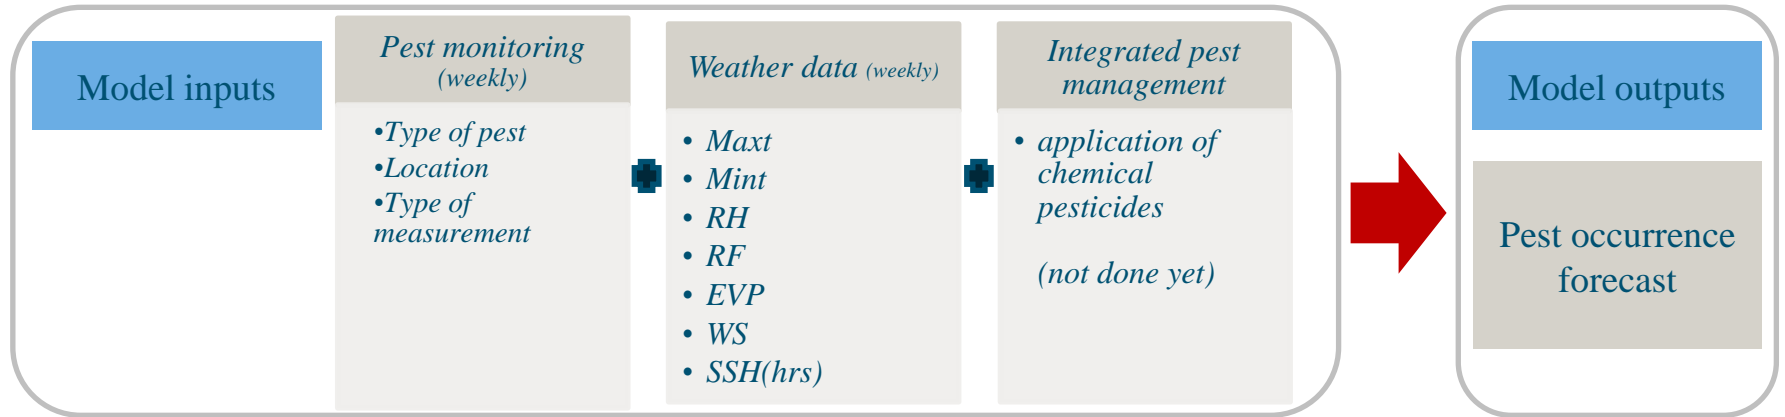 Model inputs
Pest monitoring
(weekly)
•Type of pest
•Location
•Type of
measurement
Weather data (weekly)
• Maxt
• Mint
• RH
• RF
• EVP
• WS
• SSH(hrs)
Integrated pest
management
• application of
chemical
pesticides
(not done yet)
Model outputs
Pest occurrence
forecast